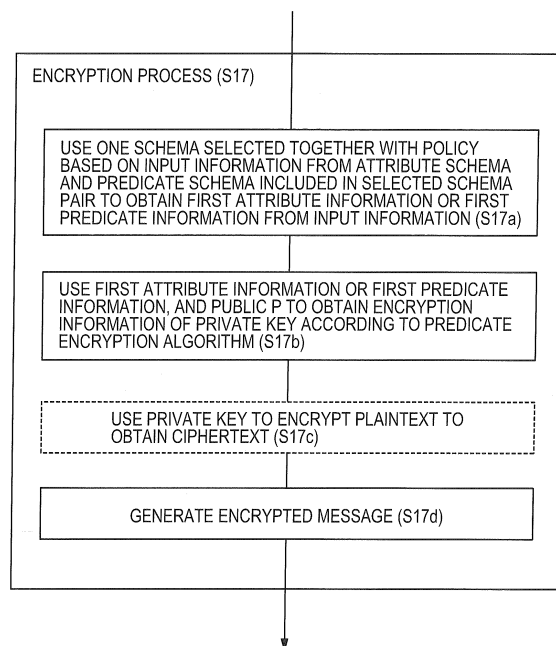 ENCRYPTION PROCESS (S17)
USE ONE SCHEMA SELECTED TOGETHER WITH POLICY
BASED ON INPUT INFORMATION FROM ATTRIBUTE SCHEMA
AND PREDICATE SCHEMA INCLUDED IN SELECTED SCHEMA
PAIR TO OBTAIN FIRST ATTRIBUTE INFORMATION OR FIRST
PREDICATE INFORMATION FROM INPUT INFORMATION (S17a)
USE FIRST ATTRIBUTE INFORMATION OR FIRST PREDICATE
INFORMATION, AND PUBLIC P TO OBTAIN ENCRYPTION
INFORMATION OF PRIVATE KEY ACCORDING TO PREDICATE
ENCRYPTION ALGORITHM (S17b)
USE PRIVATE KEY TO ENCRYPT PLAINTEXT TO
OBTAIN CIPHERTEXT (S17c)
GENERATE ENCRYPTED MESSAGE (S17d)